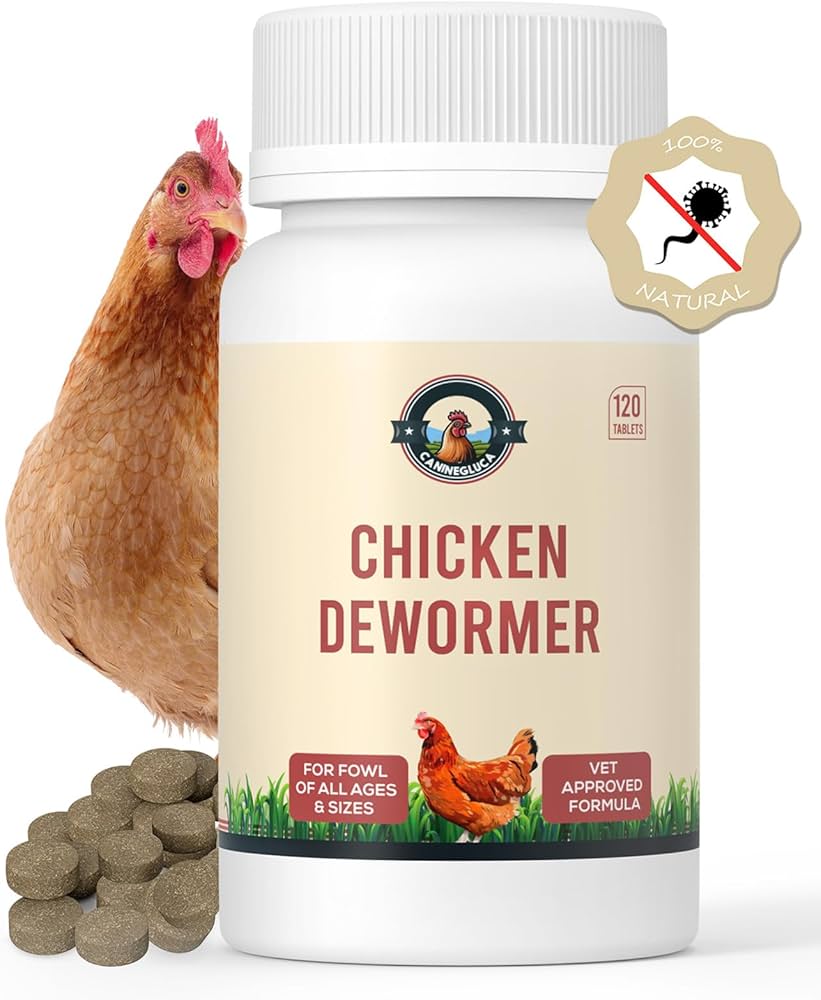 100%
NATURAL
120
TABLETS
CANINEGLUCA
CHICKEN
DEWORMER
FOR FOWL
OF ALL AGES
& SIZES
VET
APPROVED
FORMULA